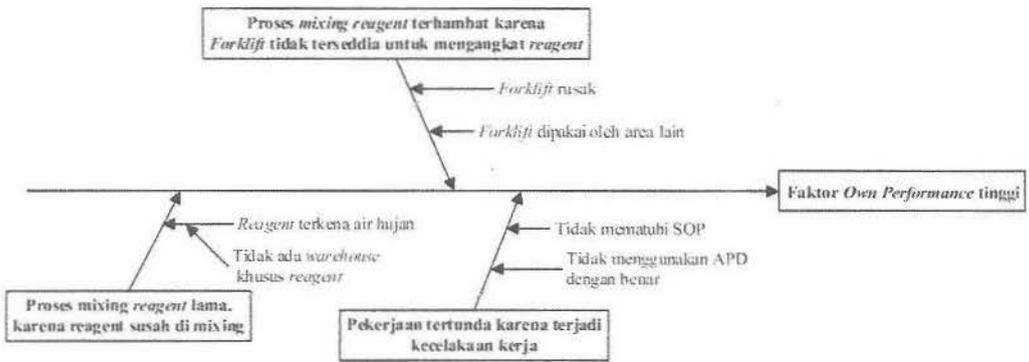 Proses mixing reagent terhambat karena
Forklift tidak terseddia untuk mengangkat reagent
Forklift rusak
Forklift dipakai oleh area lain
Faktor Own Performance tinggi
Reagent terkena air hujan
Tidak ada warehouse
khusus reagent
Tidak mematuhi SOP
Tidak menggunakan APD
dengan benar
Proses mixing reagent lama.
karena reagent susah di mixing
Pekerjaan tertunda karena terjadi
kecelakaan kerja